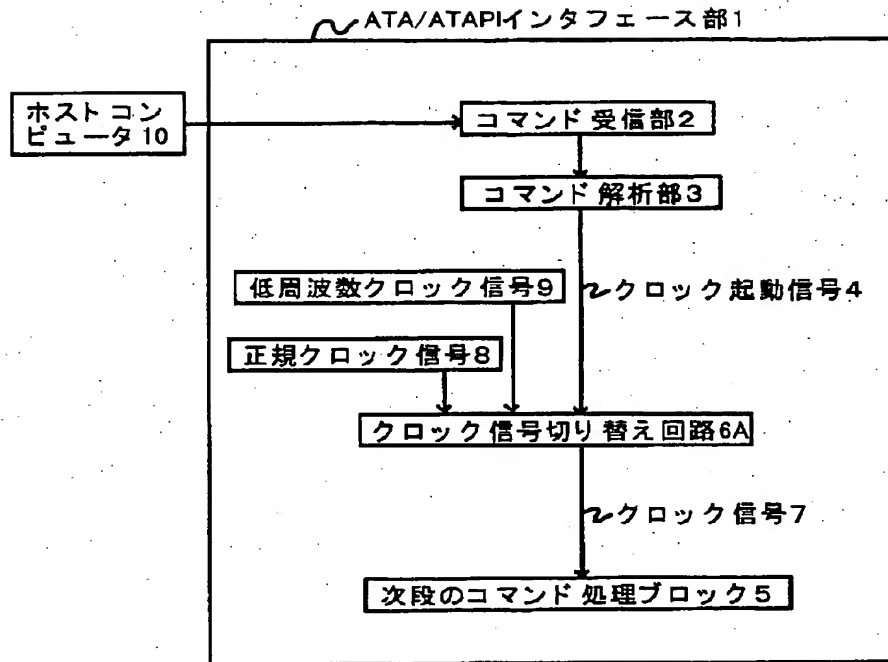 ATA/ATAPIインタフェース部1
ホストコン
ピュータ10
コマンド受信部2
コマンド解析部3
低周波数クロック信号9
クロック起動信号4
正規クロック信号8
クロック信号切り替え回路6A
クロック信号7
次段のコマンド処理ブロック5